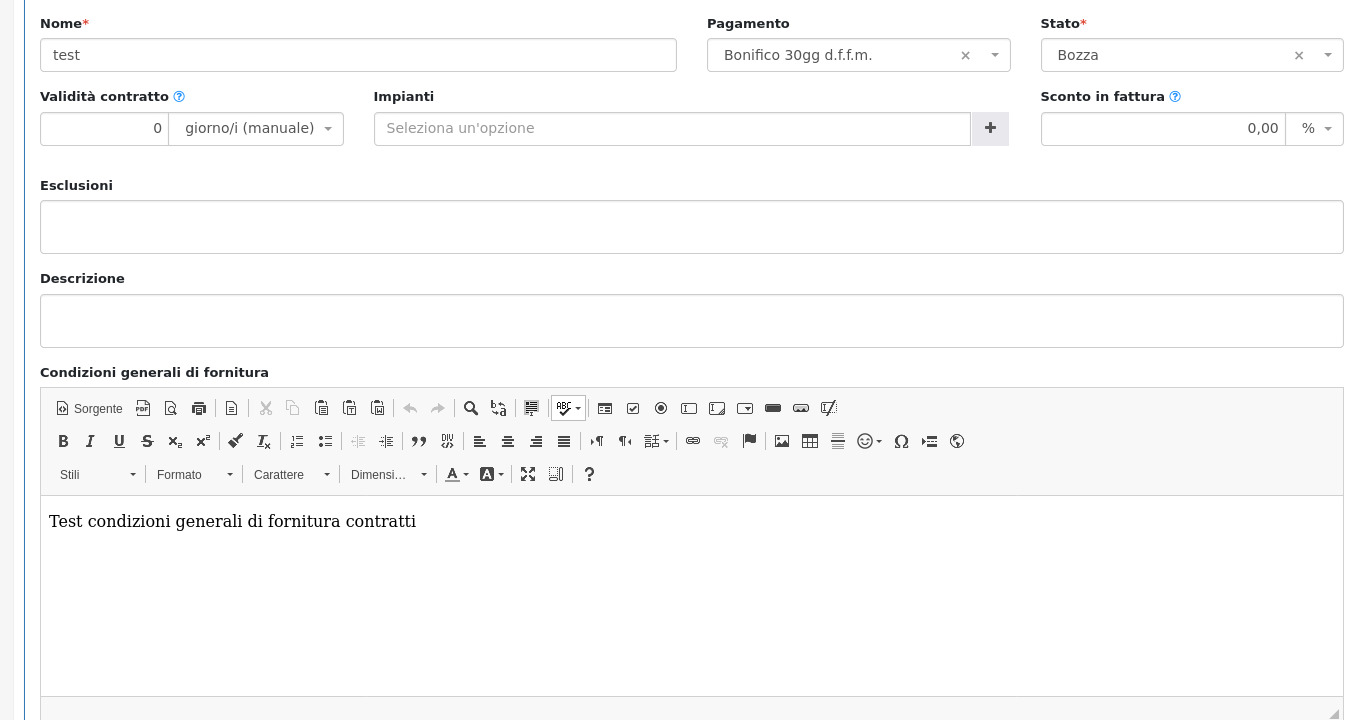 Nome* Pagamento Stato*
test Bonifico 30gg d.f.f.m. × Bozza ×
Validità contratto ? Impianti Sconto in fattura ?
0 giorno/i (manuale) Seleziona un'opzione + 0,00 %
Esclusioni
Descrizione
Condizioni generali di fornitura
Sorgente
Stili Formato Carattere Dimensi...
Test condizioni generali di fornitura contratti